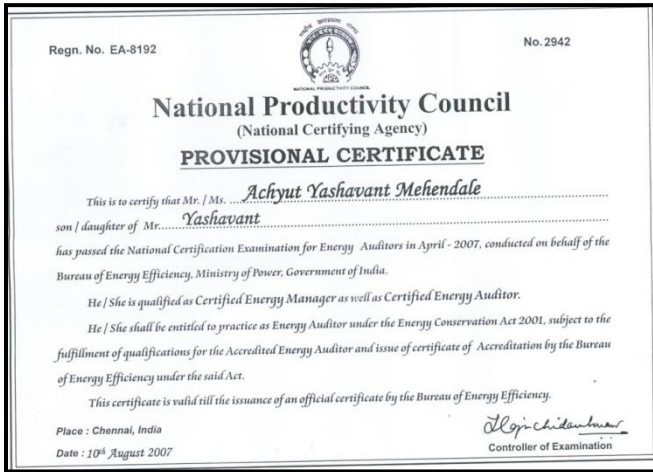 Regn. No. EA-8192
No. 2942
NATIONAL PRODUCTIVITY COUNCIL
National Productivity Council
(National Certifying Agency)
PROVISIONAL CERTIFICATE
This is to certify that Mr. / Ms. ....Achyut Yashavant Mehendale
son / daughter of Mr......Yashavant
has passed the National Certification Examination for Energy Auditors in April - 2007, conducted on behalf of the
Bureau of Energy Efficiency, Ministry of Power, Government of India.
He / She is qualified as Certified Energy Manager as well as Certified Energy Auditor.
He / She shall be entitled to practice as Energy Auditor under the Energy Conservation Act 2001, subject to the
fulfillment of qualifications for the Accredited Energy Auditor and issue of certificate of Accreditation by the Bureau
of Energy Efficiency under the said Act.
This certificate is valid till the issuance of an official certificate by the Bureau of Energy Efficiency.
Place : Chennai, India
Date : 10th August 2007
Controller of Examination